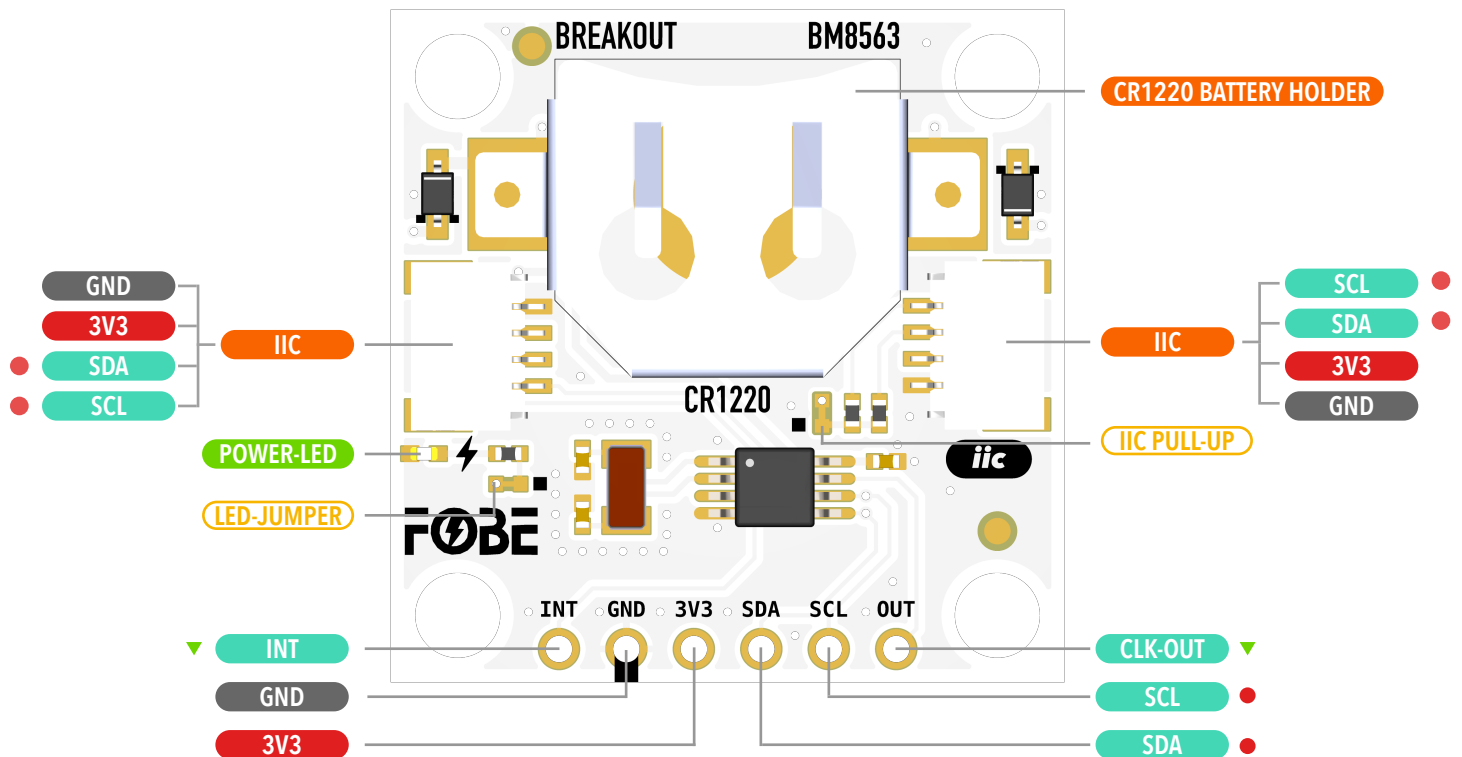 BREAKOUT
BM8563
CR1220 BATTERY HOLDER
GND
3V3
SDA
SCL
IIC
SCL
SDA
3V3
GND
IIC
CR1220
POWER-LED
IIC PULL-UP
iic
LED-JUMPER
FOBE
INT GND 3V3 SDA SCL OUT
INT
GND
3V3
CLK-OUT
SCL
SDA